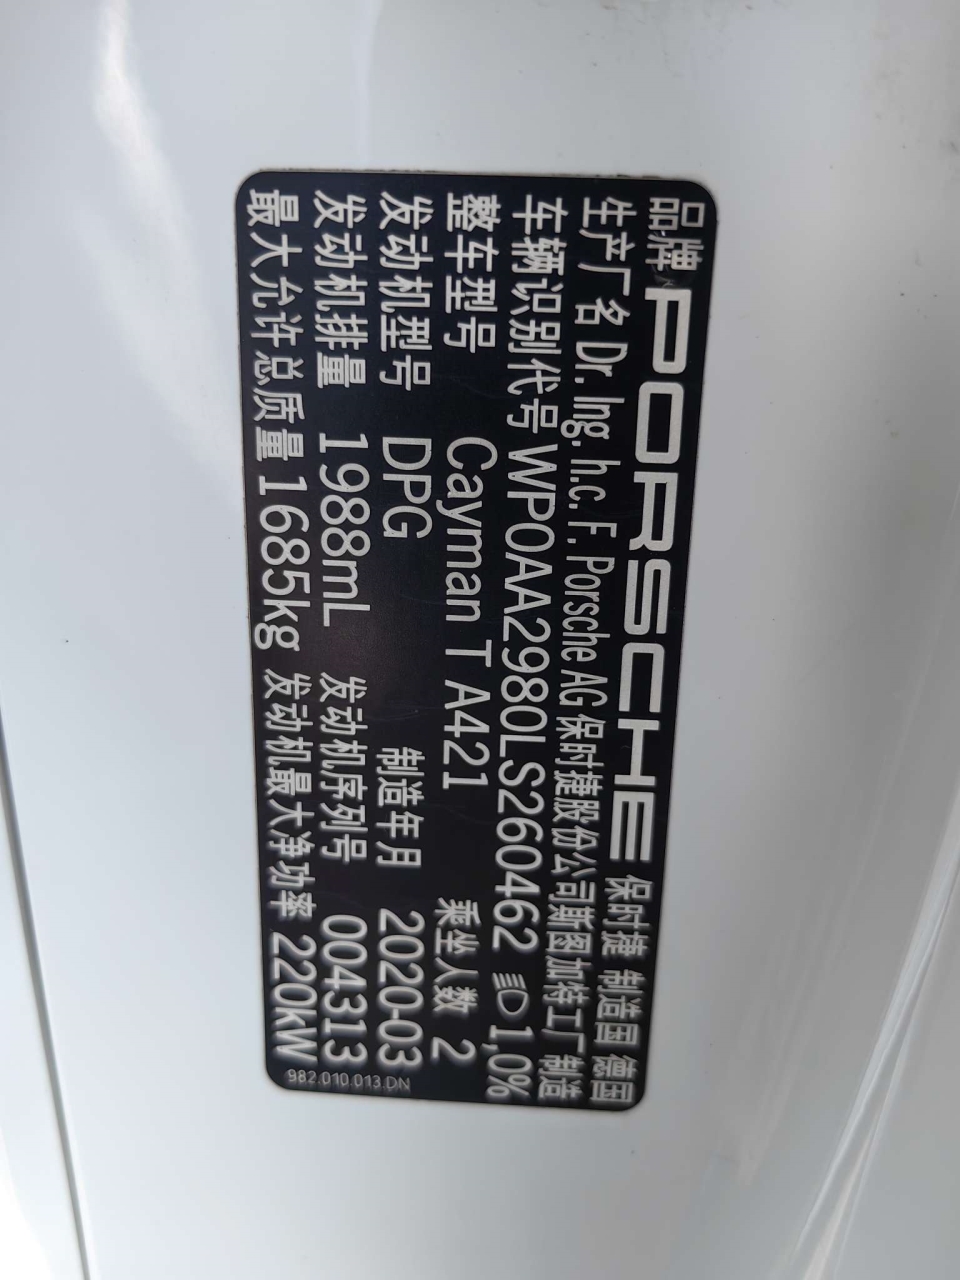 品牌 PORSCHE 保时捷 制造国 德国
生产厂名 Dr. Ing. h.c. F. Porsche AG 保时捷股份公司斯图加特工厂制造
车辆识别代号 WP0AA2980LS260462 1,0%
整车型号 Cayman T A421 乘坐人数 2
发动机型号 DPG 制造年月 2020-03
发动机排量 1988mL 发动机序列号 004313
最大允许总质量 1685kg 发动机最大净功率 220kW
982.010.013.DN